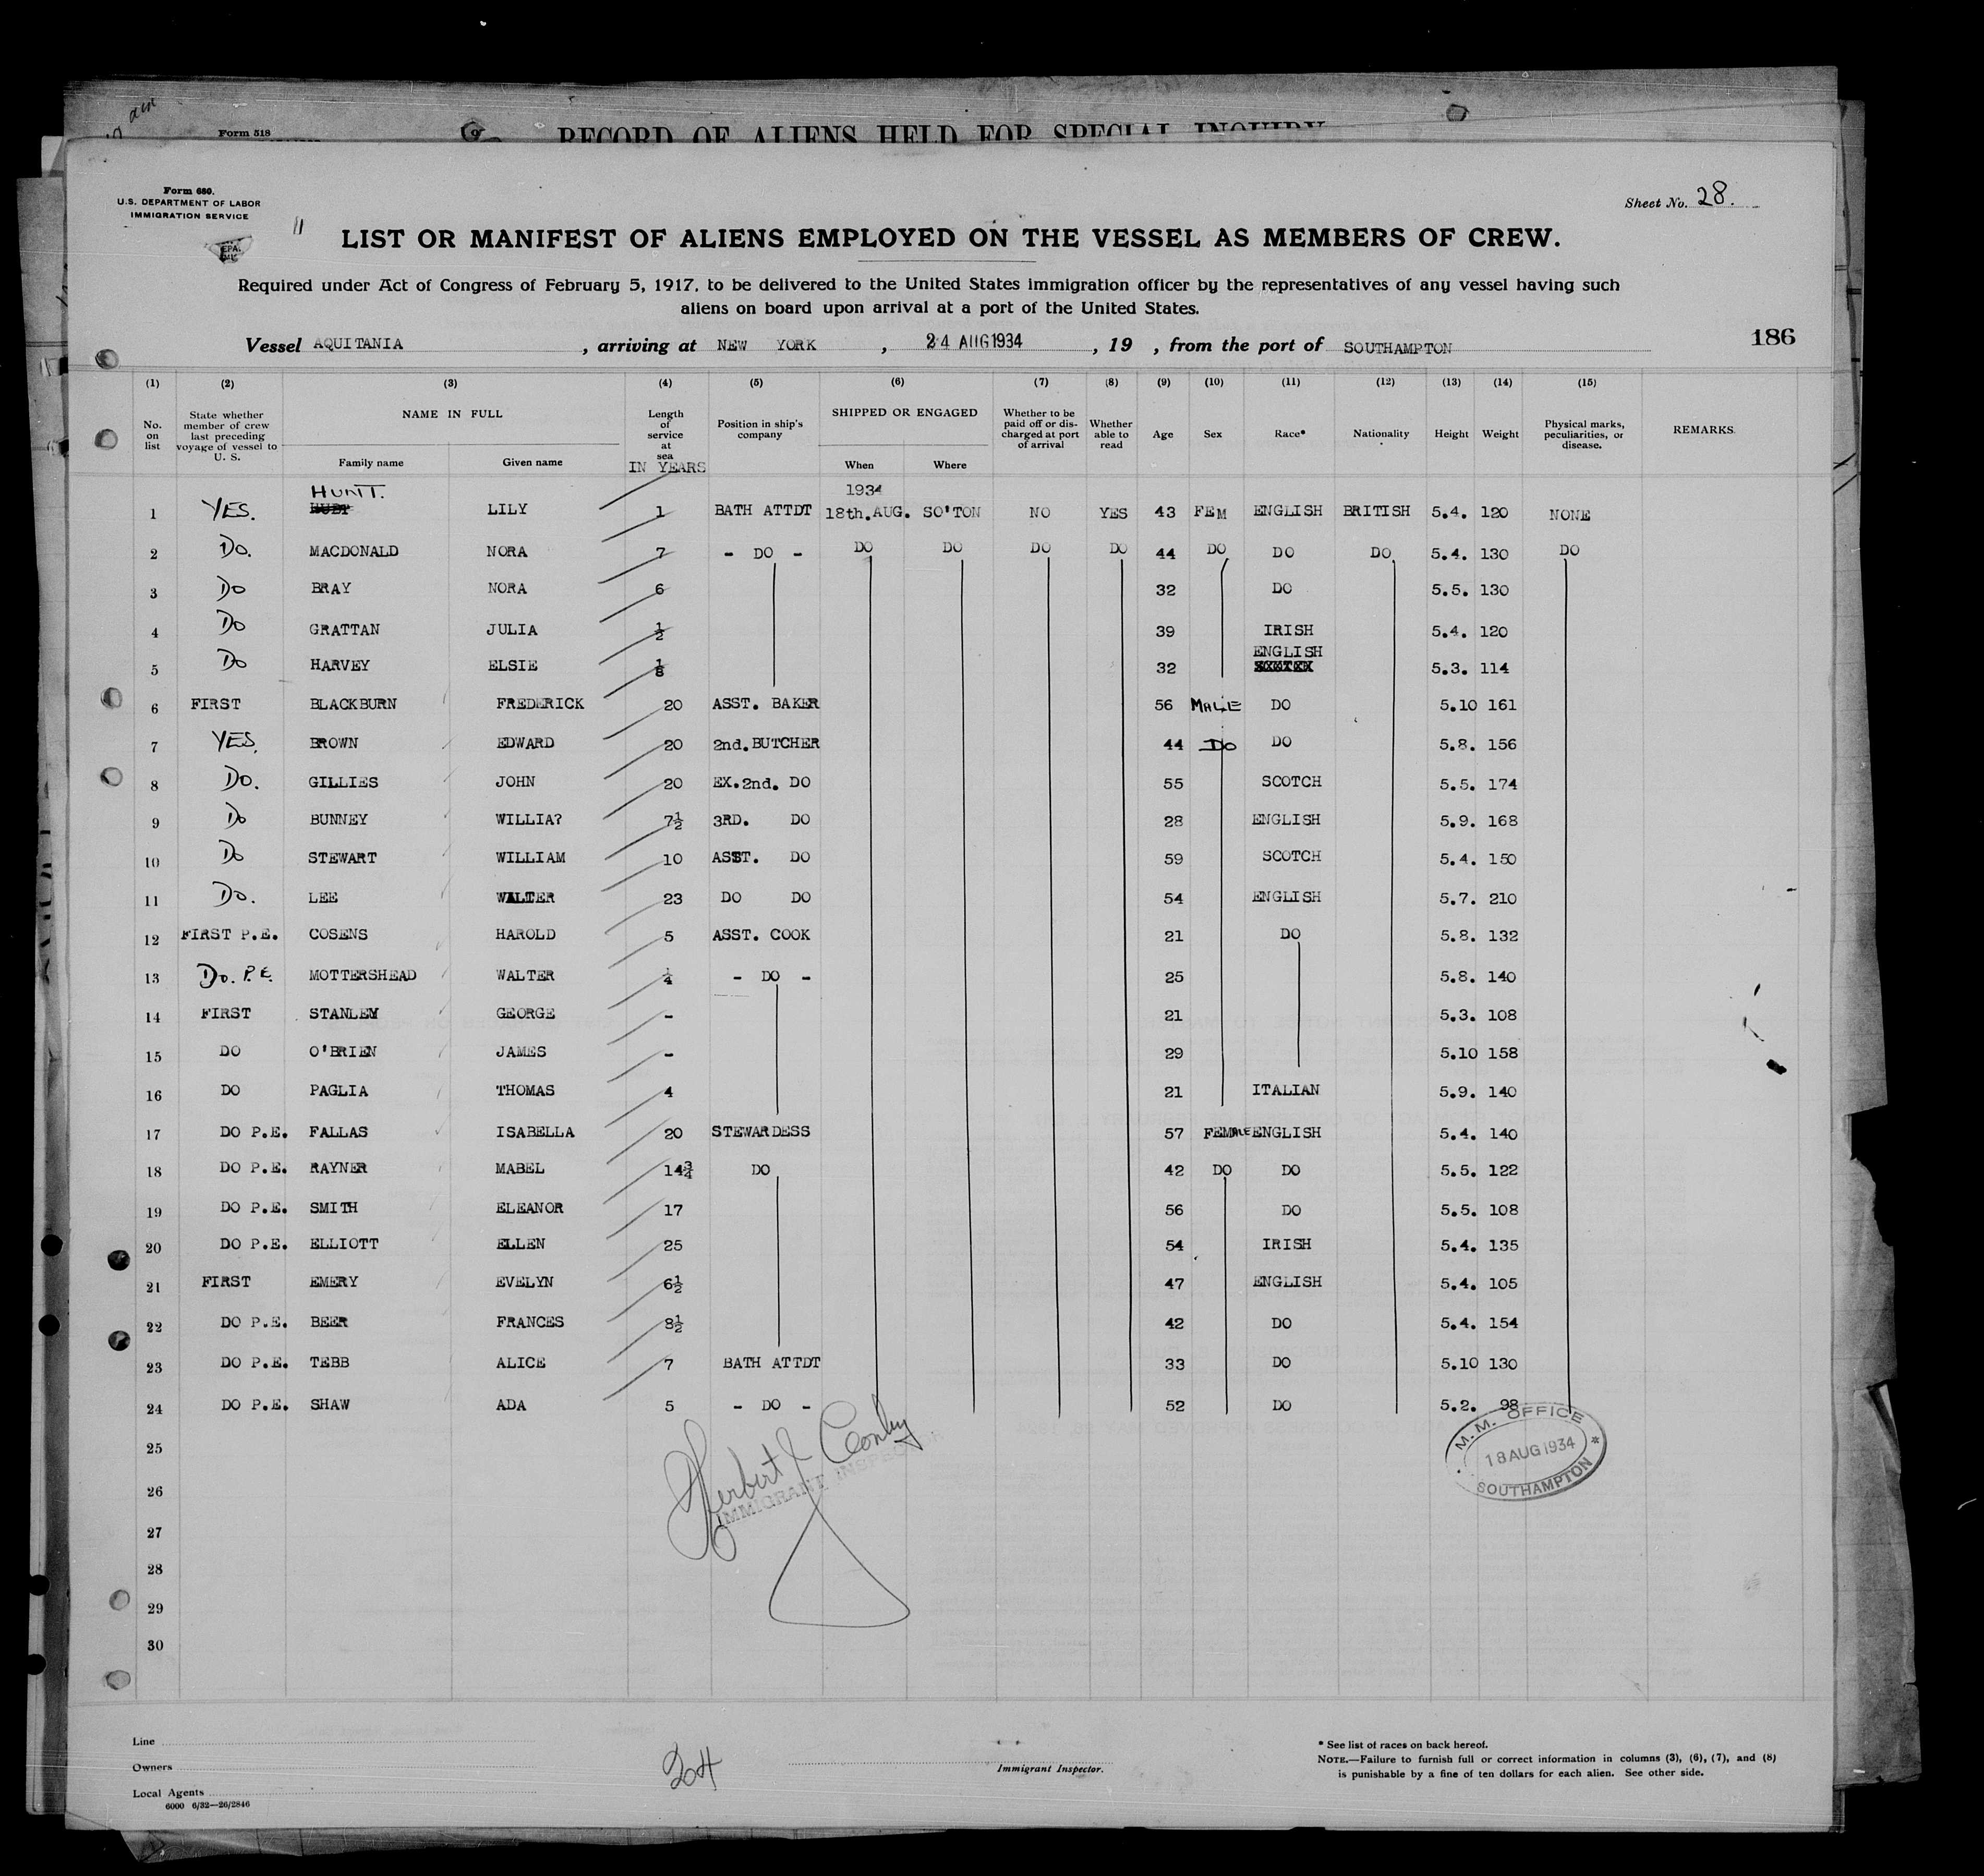 Form 518
RECORD OF ALIENS HELD FOR SPECIAL INQUIRY
Form 680.
U.S. DEPARTMENT OF LABOR
IMMIGRATION SERVICE
Sheet No. 28.
LIST OR MANIFEST OF ALIENS EMPLOYED ON THE VESSEL AS MEMBERS OF CREW.
Required under Act of Congress of February 5, 1917, to be delivered to the United States immigration officer by the representatives of any vessel having such
aliens on board upon arrival at a port of the United States.
Vessel AQUITANIA, arriving at NEW YORK, 24 AUG 1934, 19 , from the port of SOUTHAMPTON
186
(1) (2) (3) (4) (5) (6) (7) (8) (9) (10) (11) (12) (13) (14) (15)
No. on list
State whether member of crew last preceding voyage of vessel to U. S.
NAME IN FULL
Family name Given name
Length of service at sea IN YEARS
Position in ship's company
SHIPPED OR ENGAGED
When Where
Whether to be paid off or discharged at port of arrival
Whether able to read
Age Sex Race* Nationality Height Weight
Physical marks, peculiarities, or disease.
REMARKS.
HUNT. 1934
1 YES. LILY 1 BATH ATTDT 18th.AUG. SO'TON NO YES 43 FEM ENGLISH BRITISH 5.4. 120 NONE
2 Do. MACDONALD NORA 7 - DO - DO DO DO DO 44 DO DO DO 5.4. 130 DO
3 Do BRAY NORA 6 32 DO 5.5. 130
4 Do GRATTAN JULIA ½ 39 IRISH 5.4. 120
5 Do HARVEY ELSIE ⅛ 32 ENGLISH 5.3. 114
6 FIRST BLACKBURN FREDERICK 20 ASST. BAKER 56 MALE DO 5.10 161
7 YES. BROWN EDWARD 20 2nd.BUTCHER 44 Do DO 5.8. 156
8 Do. GILLIES JOHN 20 EX.2nd. DO 55 SCOTCH 5.5. 174
9 Do BUNNEY WILLIA? 7½ 3RD. DO 28 ENGLISH 5.9. 168
10 Do STEWART WILLIAM 10 ASST. DO 59 SCOTCH 5.4. 150
11 Do. LEE WALTER 23 DO DO 54 ENGLISH 5.7. 210
12 FIRST P.E. COSENS HAROLD 5 ASST. COOK 21 DO 5.8. 132
13 Do. P.E. MOTTERSHEAD WALTER ¼ - DO - 25 5.8. 140
14 FIRST STANLEY GEORGE - 21 5.3. 108
15 DO O'BRIEN JAMES - 29 5.10 158
16 DO PAGLIA THOMAS 4 21 ITALIAN 5.9. 140
17 DO P.E. FALLAS ISABELLA 20 STEWARDESS 57 FEMALE ENGLISH 5.4. 140
18 DO P.E. RAYNER MABEL 14¾ DO 42 DO DO 5.5. 122
19 DO P.E. SMITH ELEANOR 17 56 DO 5.5. 108
20 DO P.E. ELLIOTT ELLEN 25 54 IRISH 5.4. 135
21 FIRST EMERY EVELYN 6½ 47 ENGLISH 5.4. 105
22 DO P.E. BEER FRANCES 8½ 42 DO 5.4. 154
23 DO P.E. TEBB ALICE 7 BATH ATTDT 33 DO 5.10 130
24 DO P.E. SHAW ADA 5 - DO - 52 DO 5.2. 98
25
26
27
28
29
30
IMMIGRANT INSPECTOR
M.M. OFFICE
18 AUG 1934
SOUTHAMPTON
Line
Owners
Local Agents
6000 6/32—26/2846
24
Immigrant Inspector.
* See list of races on back hereof.
NOTE.—Failure to furnish full or correct information in columns (3), (6), (7), and (8)
is punishable by a fine of ten dollars for each alien. See other side.